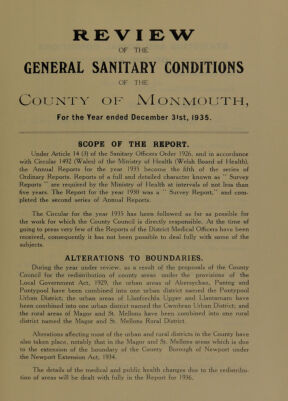 REVIEW
OF THE
GENERAL SANITARY CONDITIONS
OF THE
COUNTY OF MONMOUTH,
For the Year ended December 31st, 1935.
SCOPE OF THE REPORT.
Under Article 14 (3) of the Sanitary Officers Order 1926, and in accordance
with Circular 1492 (Wales) of the Ministry of Health (Welsh Board of Health),
the Annual Reports for the year 1935 become the fifth of the series of
Ordinary Reports. Reports of a full and detailed character known as " Survey
Reports " are required by the Ministry of Health at intervals of not less than
five years. The Report for the year 1930 was a " Survey Report," and com-
pleted the second series of Annual Reports.
The Circular for the year 1935 has been followed as far as possible for
the work for which the County Council is directly responsible. At the time of
going to press very few of the Reports of the District Medical Officers have been
received, consequently it has not been possible to deal fully with some of the
subjects.
ALTERATIONS TO BOUNDARIES.
During the year under review, as a result of the proposals of the County
Council for the redistribution of county areas under the provisions of the
Local Government Act, 1929, the urban areas of Abersychan, Panteg and
Pontypool have been combined into one urban district named the Pontypool
Urban District; the urban areas of Llanfrechfa Upper and Llantarnam have
been combined into one urban district named the Cwmbran Urban District; and
the rural areas of Magor and St. Mellons have been combined into one rural
district named the Magor and St. Mellons Rural District.
Alterations affecting most of the urban and rural districts in the County have
also taken place, notably that in the Magor and St. Mellons areas which is due
to the extension of the boundary of the County Borough of Newport under
the Newport Extension Act, 1934.
The details of the medical and public health changes due to the redistribu-
tion of areas will be dealt with fully in the Report for 1936.